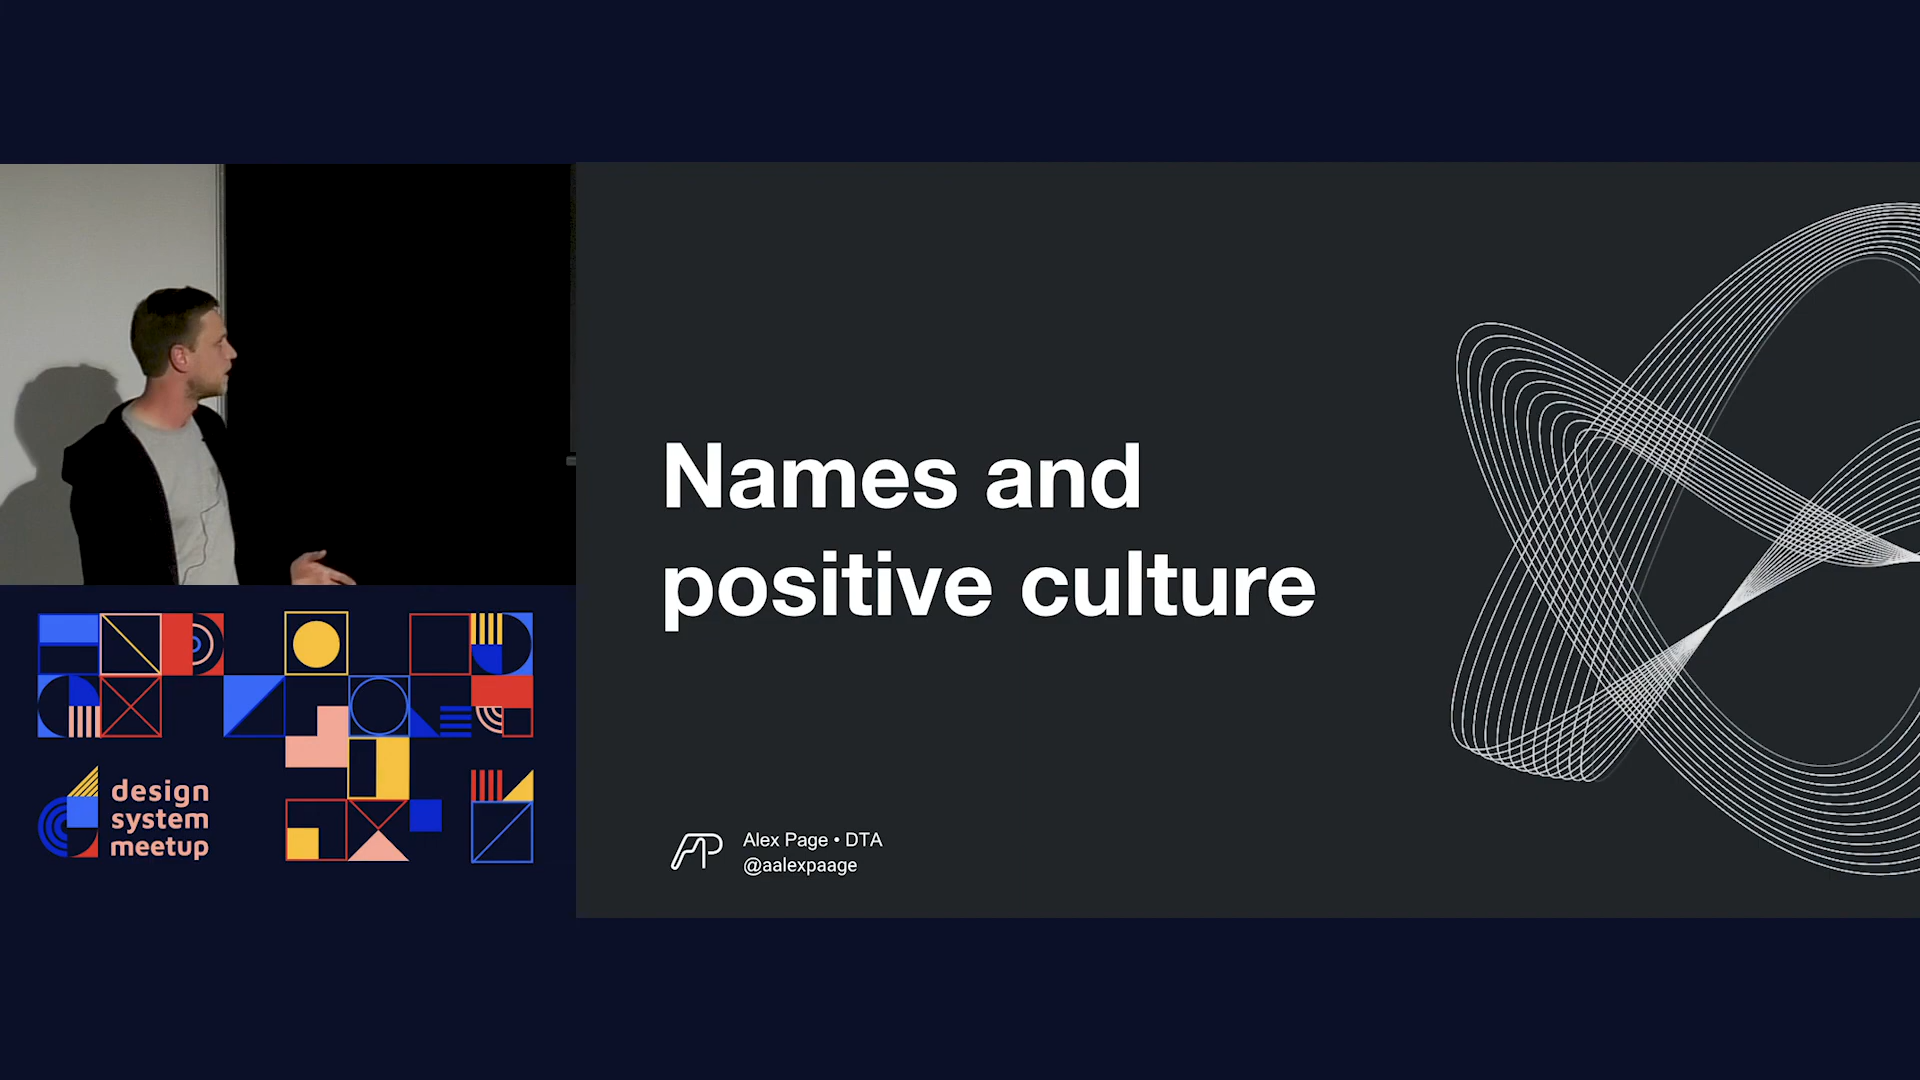 Names and
positive culture
Alex Page • DTA
@aalexpaage
design
system
meetup